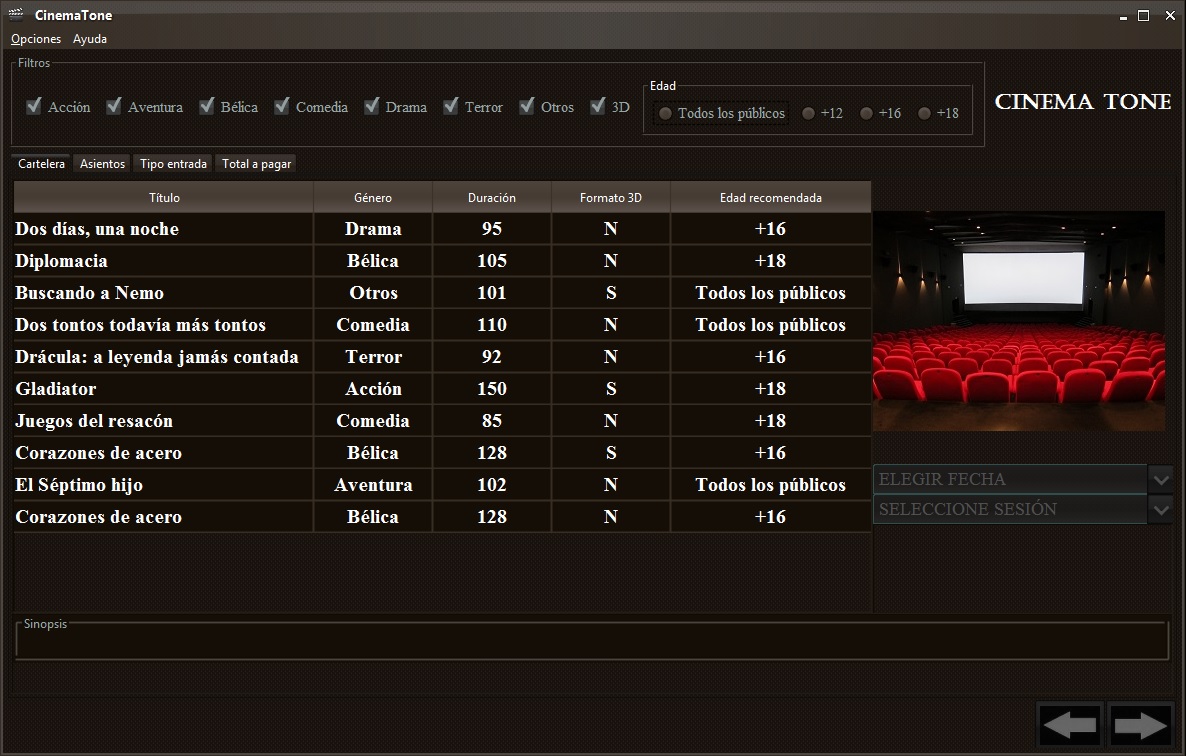 CinemaTone
Opciones Ayuda
Filtros
Acción Aventura Bélica Comedia Drama Terror Otros 3D
Edad
Todos los públicos +12 +16 +18
CINEMA TONE
Cartelera Asientos Tipo entrada Total a pagar
Título Género Duración Formato 3D Edad recomendada
Dos días, una noche Drama 95 N +16
Diplomacia Bélica 105 N +18
Buscando a Nemo Otros 101 S Todos los públicos
Dos tontos todavía más tontos Comedia 110 N Todos los públicos
Drácula: a leyenda jamás contada Terror 92 N +16
Gladiator Acción 150 S +18
Juegos del resacón Comedia 85 N +18
Corazones de acero Bélica 128 S +16
El Séptimo hijo Aventura 102 N Todos los públicos
Corazones de acero Bélica 128 N +16
ELEGIR FECHA
SELECCIONE SESIÓN
Sinopsis